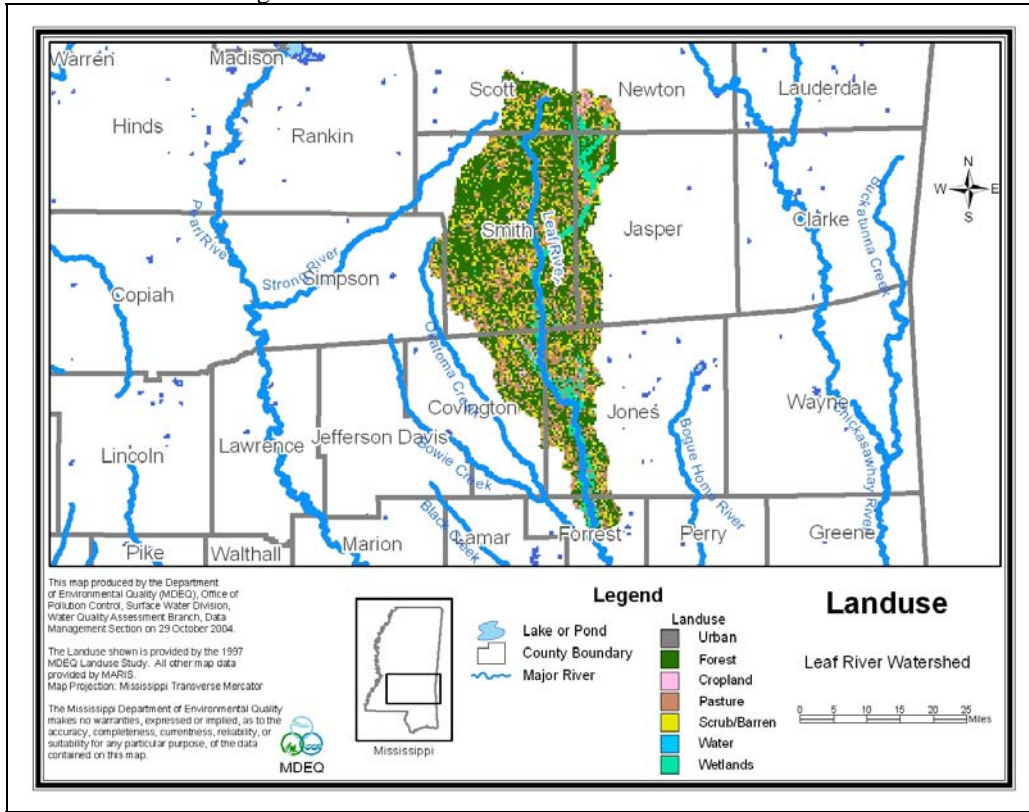 Warren
Madison
Scott
Newton
Lauderdale
Hinds
Rankin
N
W E
S
Pearl River
Smith
Leaf River
Jasper
Clarke
Buckatunna Creek
Strong River
Simpson
Copiah
Okatoma Creek
Covington
Jones
Wayne
Jefferson Davis
Lawrence
Lincoln
Bowie Creek
Bogue Homo River
Chickasawhay River
Black Creek
Pike
Walthall
Marion
Lamar
Forrest
Perry
Greene
This map produced by the Department
of Environmental Quality (MDEQ), Office of
Pollution Control, Surface Water Division,
Water Quality Assessment Branch, Data
Management Section on 29 October 2004.
The Landuse shown is provided by the 1997
MDEQ Landuse Study. All other map data
provided by MARIS.
Map Projection: Mississippi Transverse Mercator
The Mississippi Department of Environmental Quality
makes no warranties, expressed or implied, as to the
accuracy, completeness, currentness, reliability, or
suitability for any particular purpose, of the data
contained on this map.
MDEQ
Mississippi
Legend
Lake or Pond
County Boundary
Major River
Landuse
Urban
Forest
Cropland
Pasture
Scrub/Barren
Water
Wetlands
Landuse
Leaf River Watershed
0 5 10 15 20 25
Miles